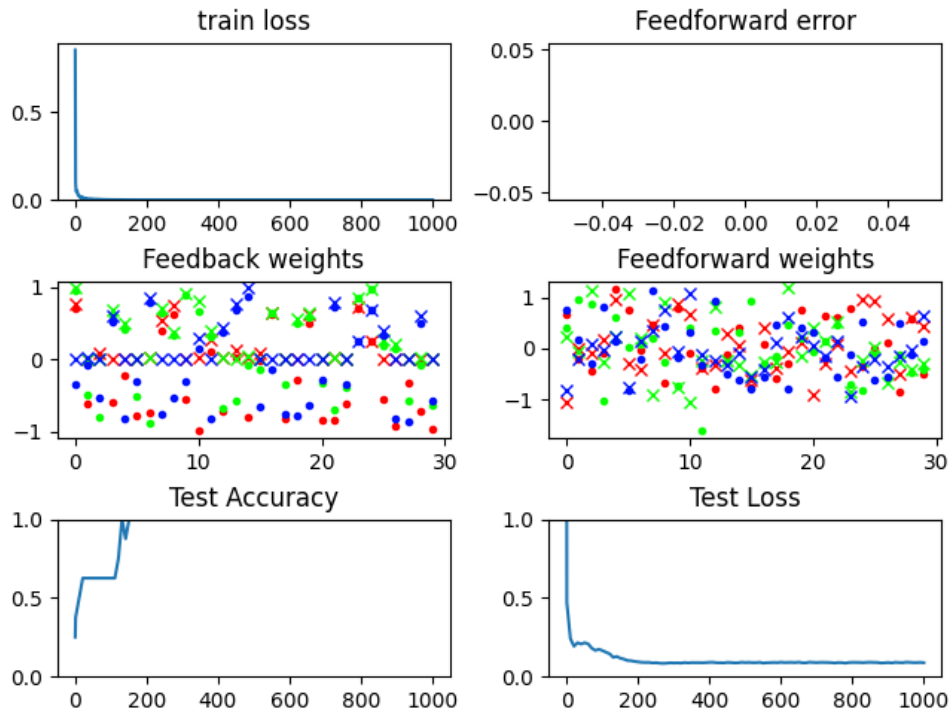 train loss
0.5
0.0
0 200 400 600 800 1000
Feedforward error
0.05
0.00
−0.05
−0.04 −0.02 0.00 0.02 0.04
Feedback weights
1
0
−1
0 10 20 30
Feedforward weights
1
0
−1
0 10 20 30
Test Accuracy
1.0
0.5
0.0
0 200 400 600 800 1000
Test Loss
1.0
0.5
0.0
0 200 400 600 800 1000